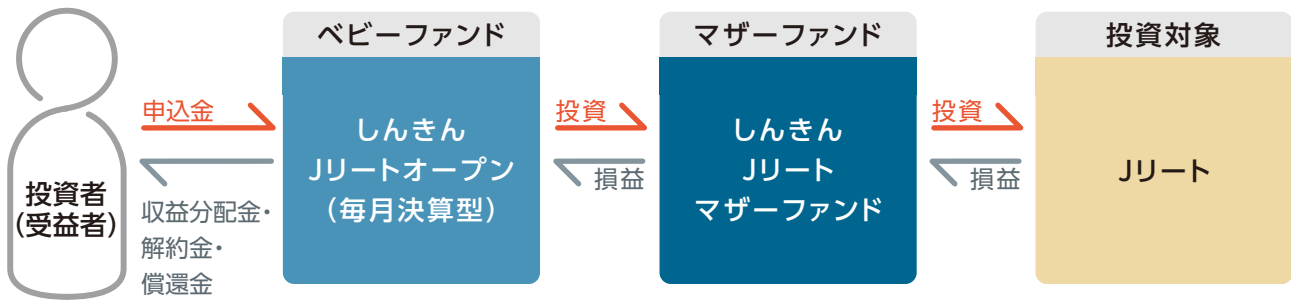 投資者
(受益者)
申込金
収益分配金・
解約金・
償還金
ベビーファンド
しんきん
Jリートオープン
(毎月決算型)
投資
損益
マザーファンド
しんきん
Jリート
マザーファンド
投資
損益
投資対象
Jリート